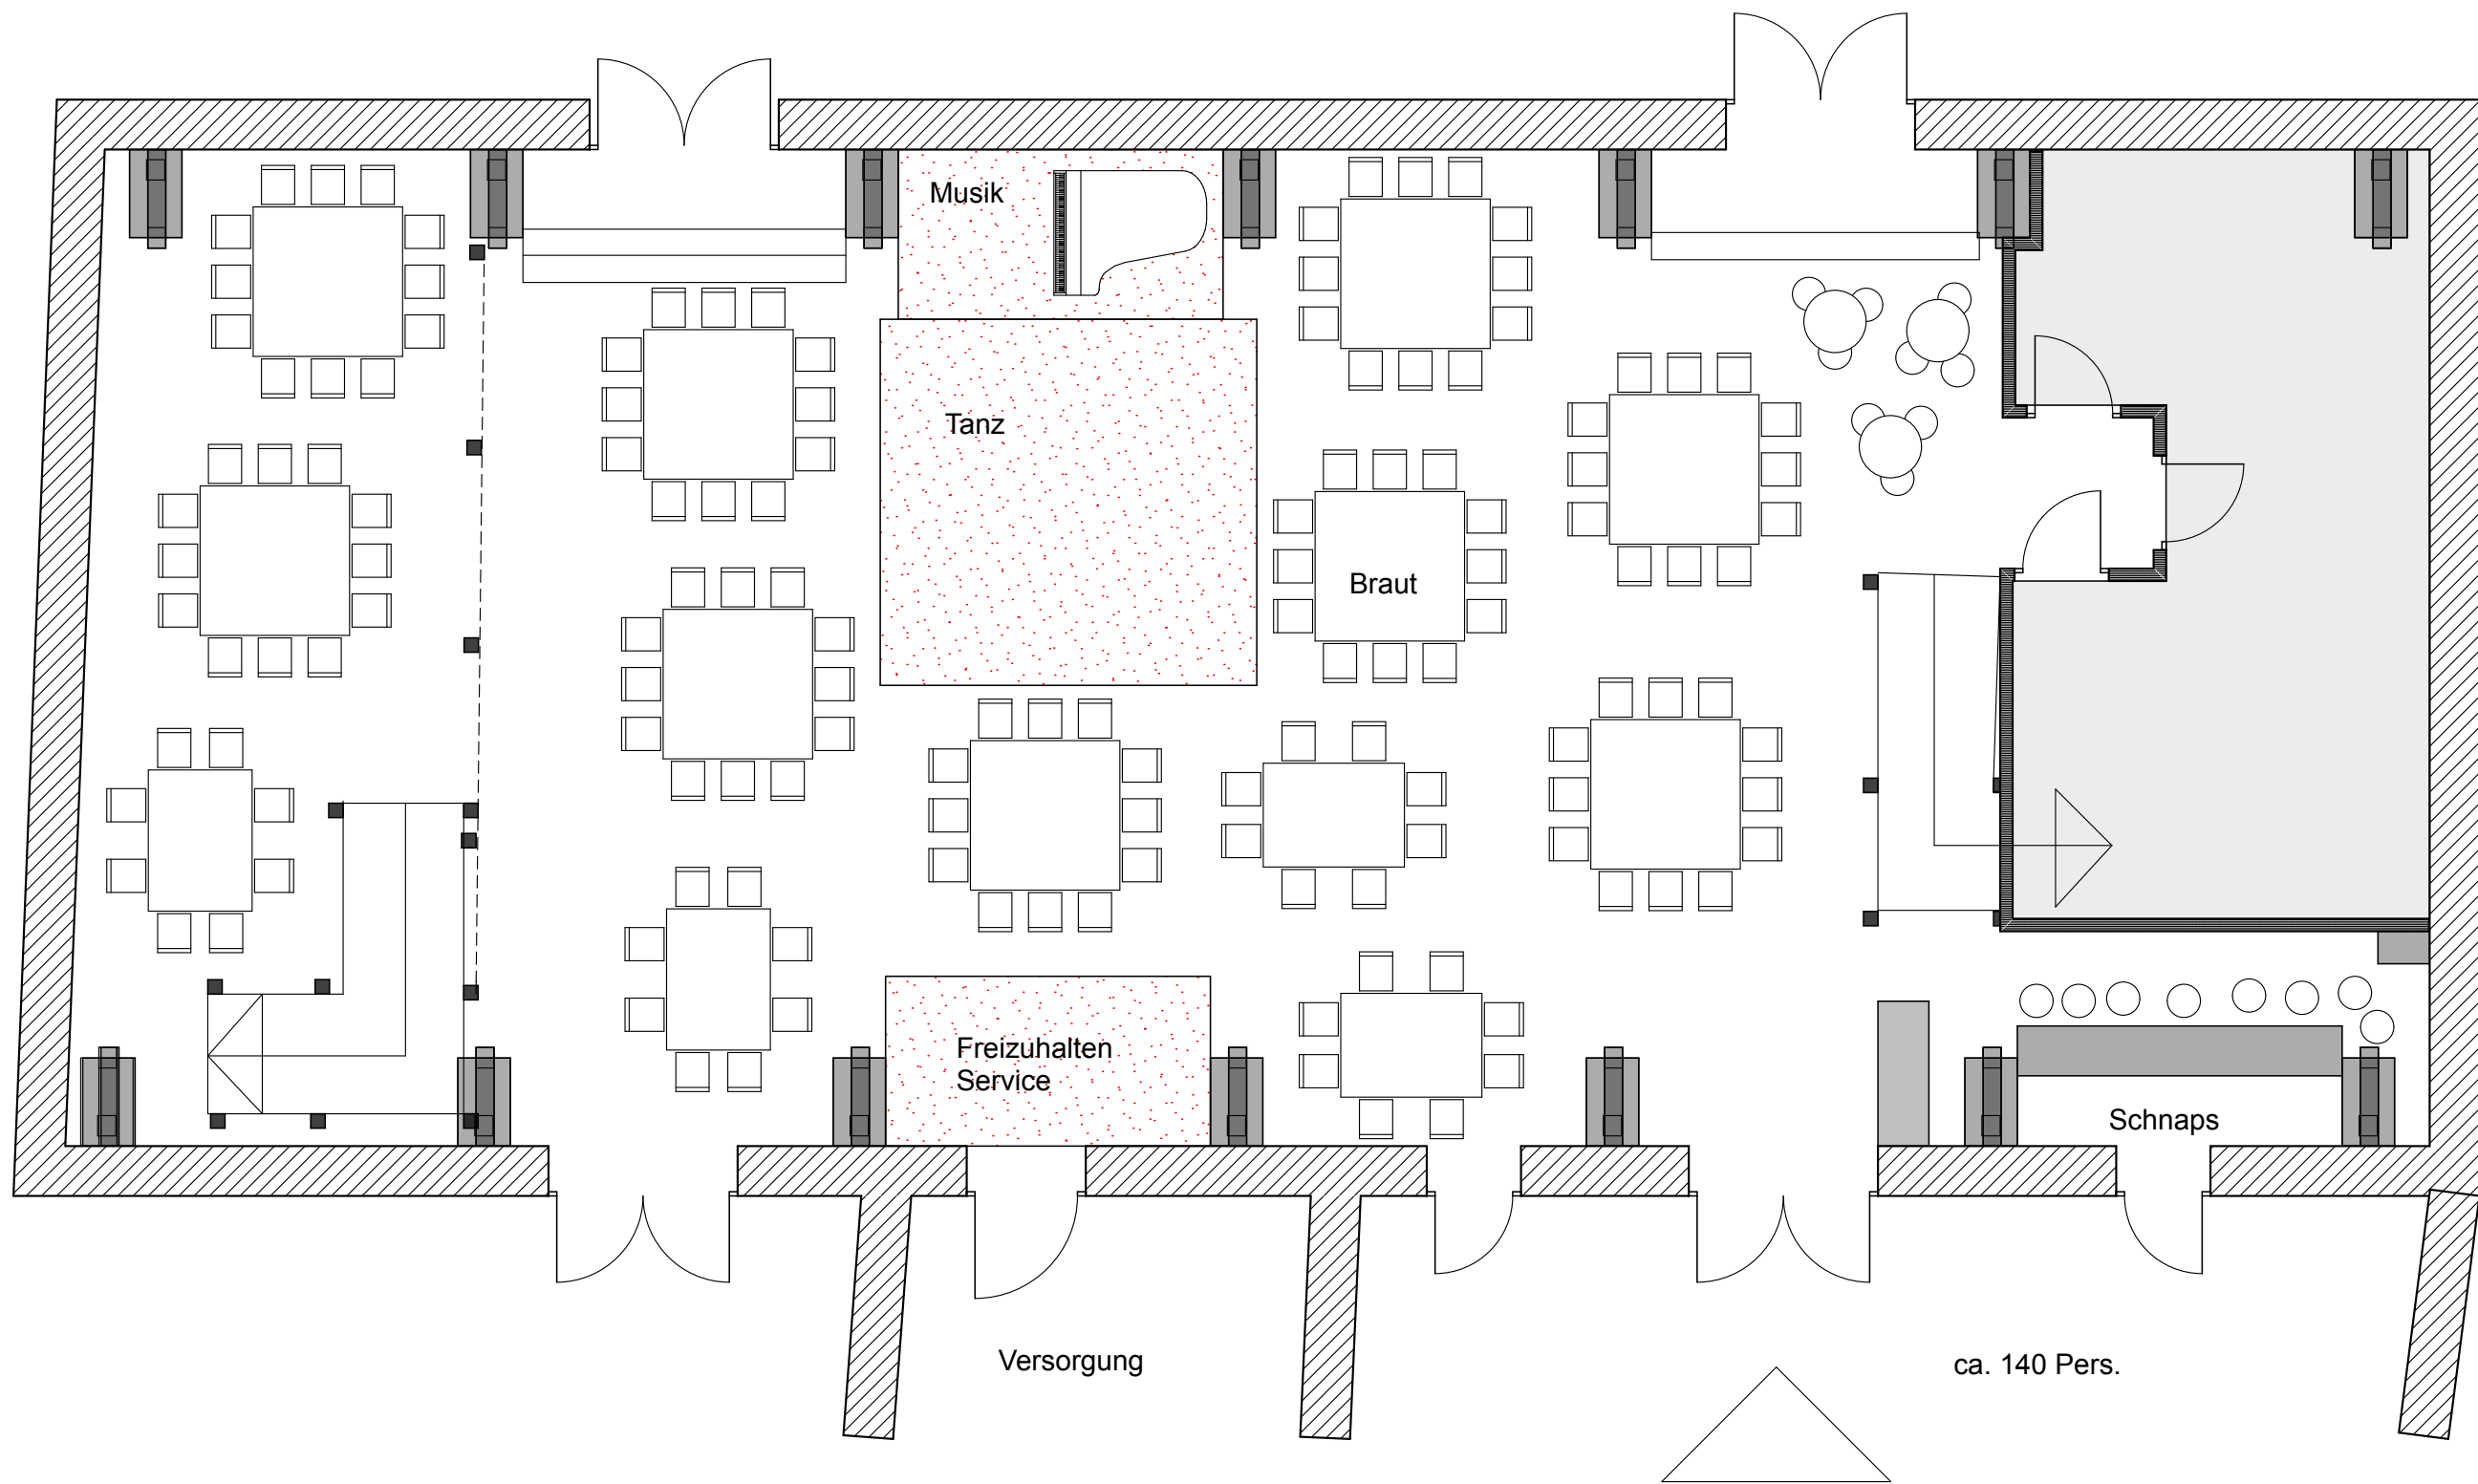 Musik
Tanz
Braut
Freizuhalten
Service
Schnaps
Versorgung
ca. 140 Pers.